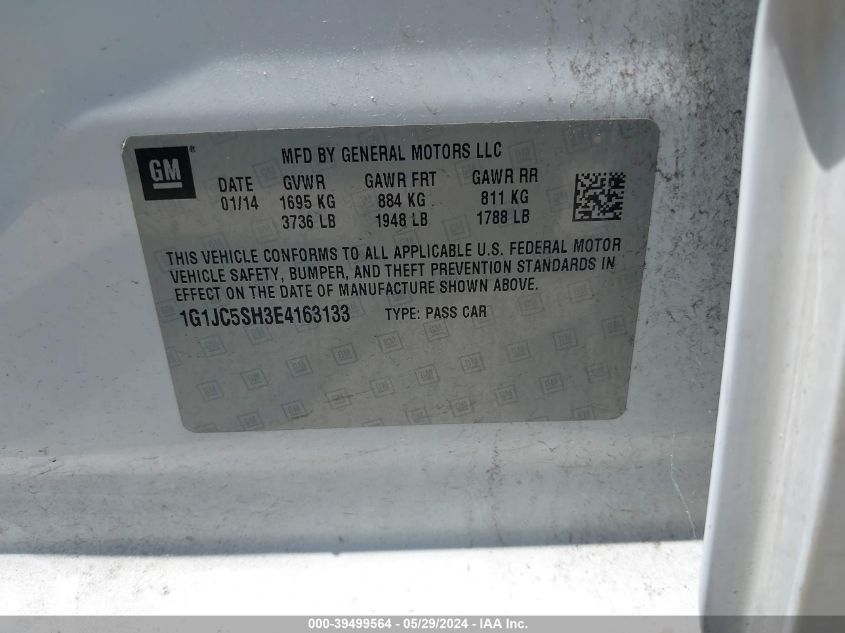 GM
MFD BY GENERAL MOTORS LLC
DATE GVWR GAWR FRT GAWR RR
01/14 1695 KG 884 KG 811 KG
3736 LB 1948 LB 1788 LB
THIS VEHICLE CONFORMS TO ALL APPLICABLE U.S. FEDERAL MOTOR
VEHICLE SAFETY, BUMPER, AND THEFT PREVENTION STANDARDS IN
EFFECT ON THE DATE OF MANUFACTURE SHOWN ABOVE.
1G1JC5SH3E4163133 TYPE: PASS CAR
000-39499564 - 05/29/2024 - IAA Inc.